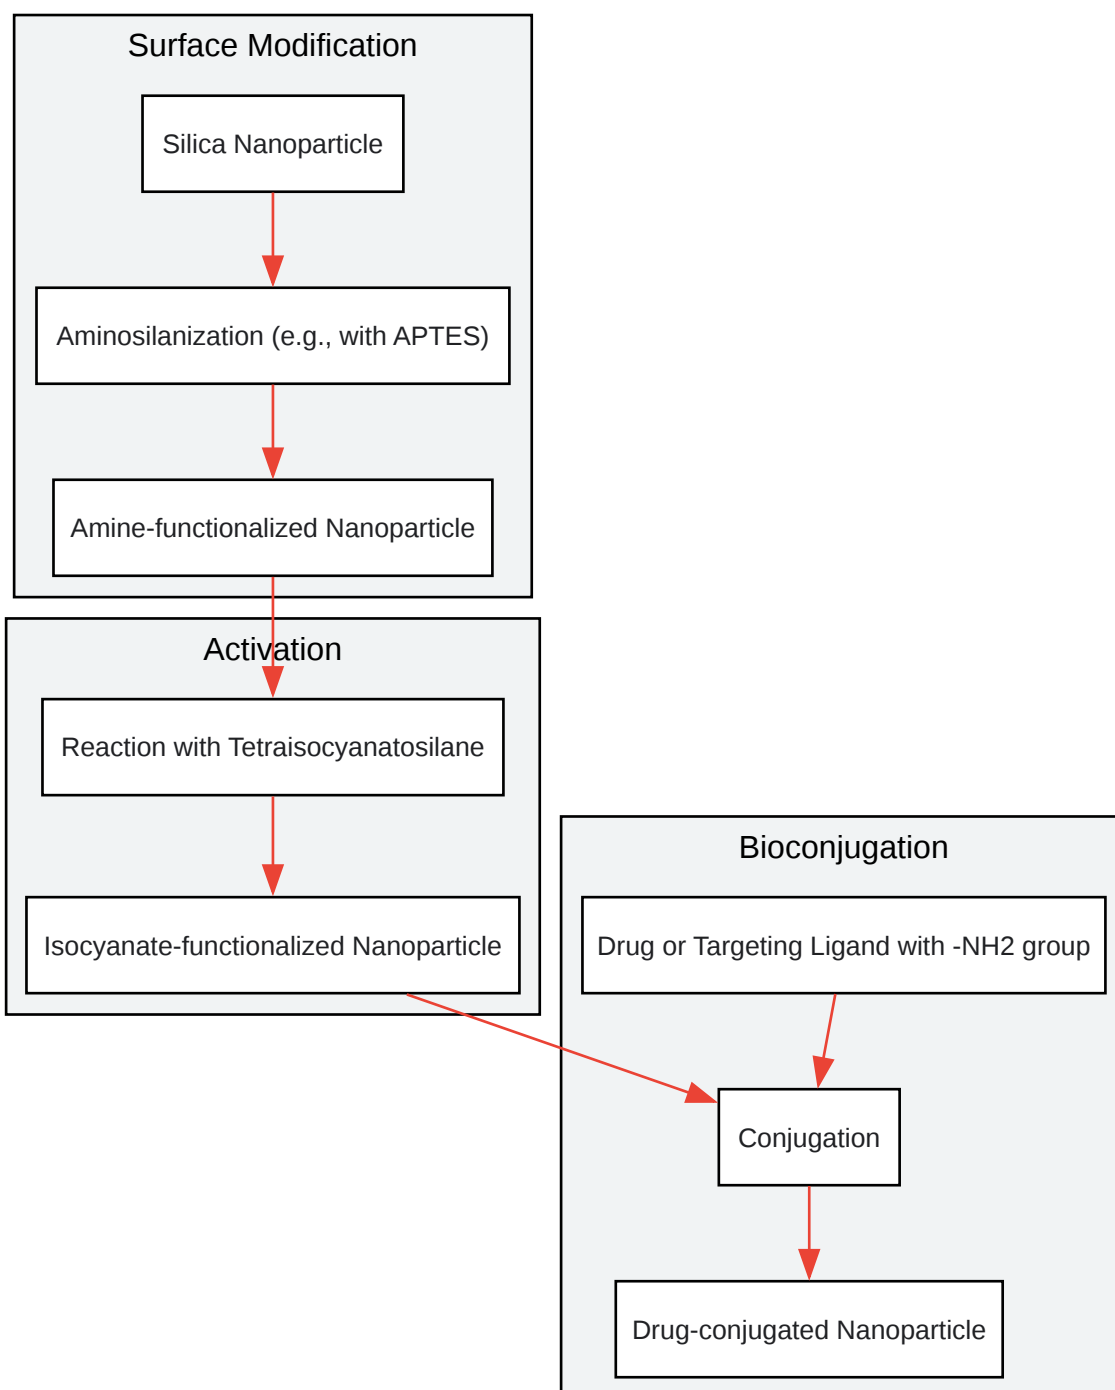 Surface Modification
Silica Nanoparticle
Aminosilanization (e.g., with APTES)
Amine-functionalized Nanoparticle
Activation
Reaction with Tetraisocyanatosilane
Isocyanate-functionalized Nanoparticle
Bioconjugation
Drug or Targeting Ligand with -NH2 group
Conjugation
Drug-conjugated Nanoparticle